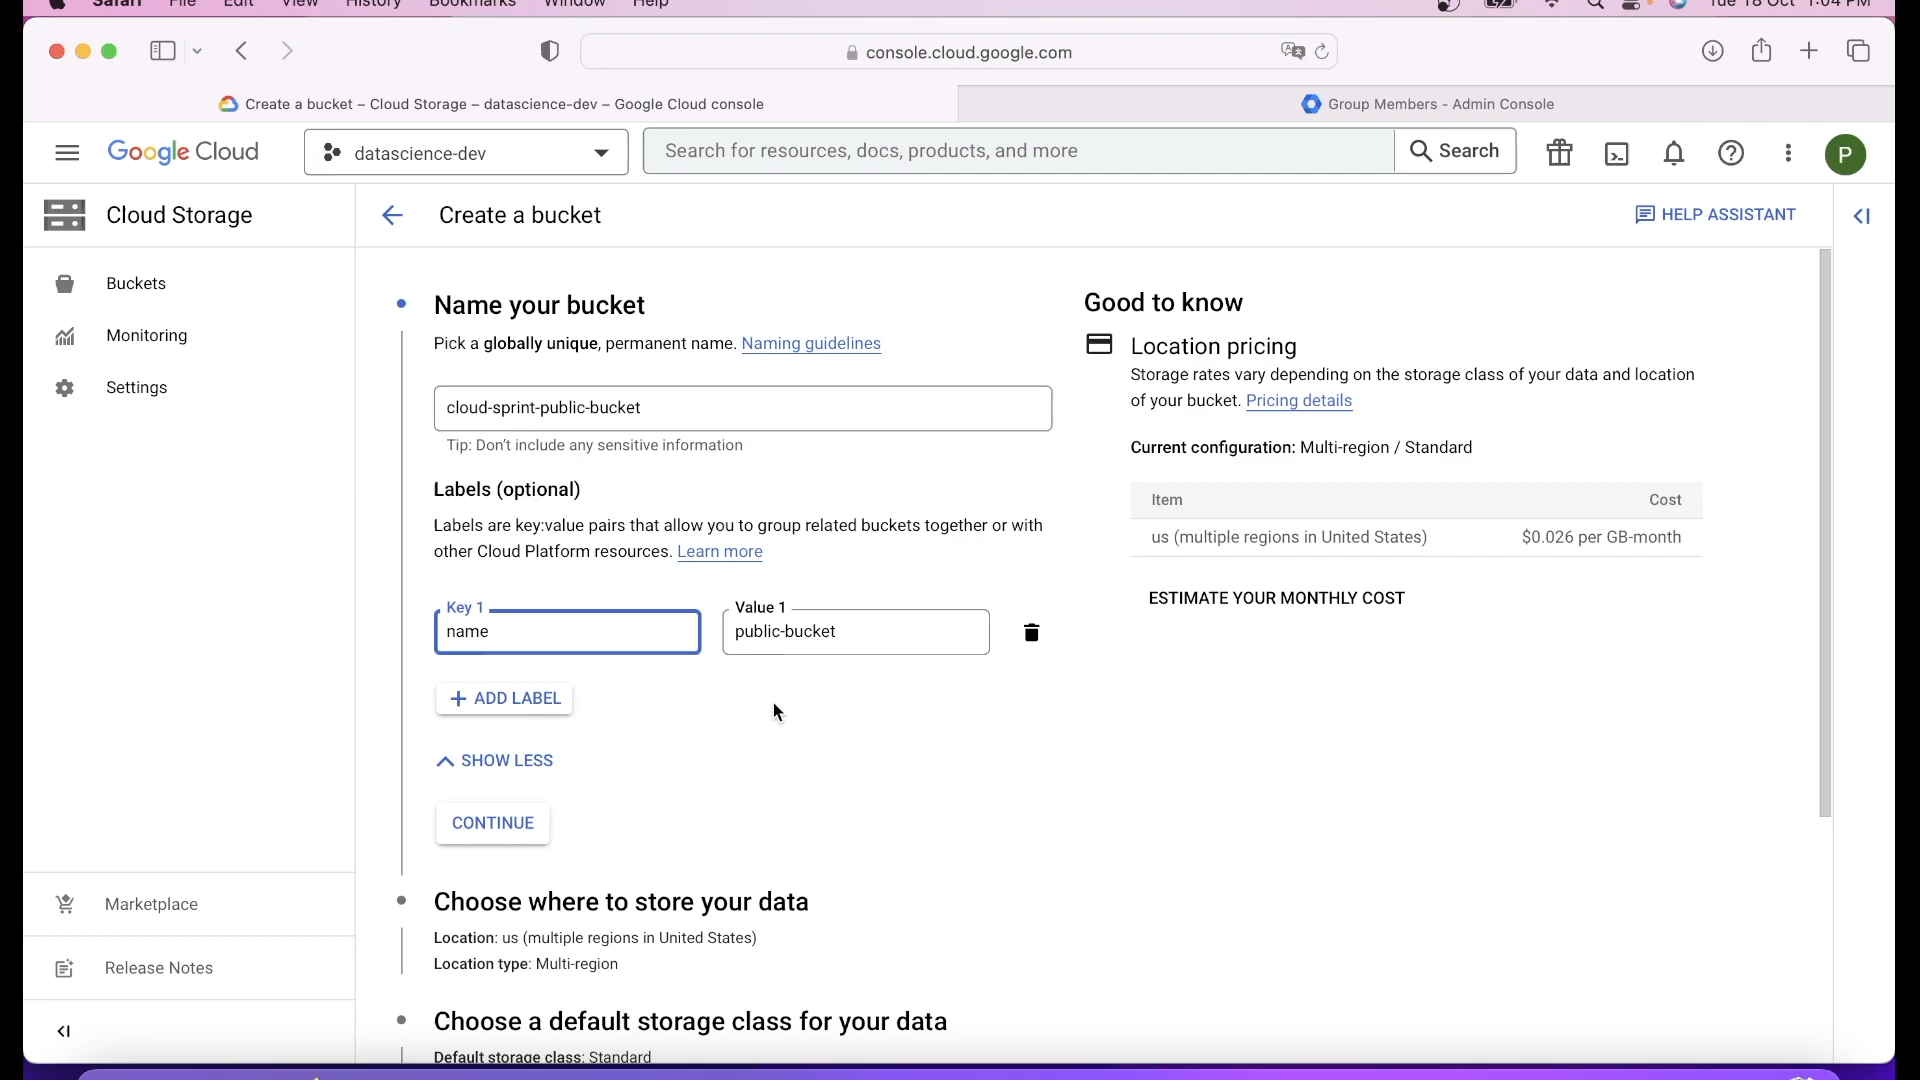 Safari File Edit View History Bookmarks Window Help Tue 18 Oct 1:04 PM
console.cloud.google.com
Create a bucket – Cloud Storage – datascience-dev – Google Cloud console
Group Members - Admin Console
Google Cloud
datascience-dev
Search for resources, docs, products, and more
Search
P
Cloud Storage
Create a bucket
HELP ASSISTANT
Buckets
Monitoring
Settings
Marketplace
Release Notes
Name your bucket
Pick a globally unique, permanent name. Naming guidelines
cloud-sprint-public-bucket
Tip: Don't include any sensitive information
Labels (optional)
Labels are key:value pairs that allow you to group related buckets together or with
other Cloud Platform resources. Learn more
Key 1
name
Value 1
public-bucket
ADD LABEL
SHOW LESS
CONTINUE
Choose where to store your data
Location: us (multiple regions in United States)
Location type: Multi-region
Choose a default storage class for your data
Default storage class: Standard
Good to know
Location pricing
Storage rates vary depending on the storage class of your data and location
of your bucket. Pricing details
Current configuration: Multi-region / Standard
Item Cost
us (multiple regions in United States) $0.026 per GB-month
ESTIMATE YOUR MONTHLY COST